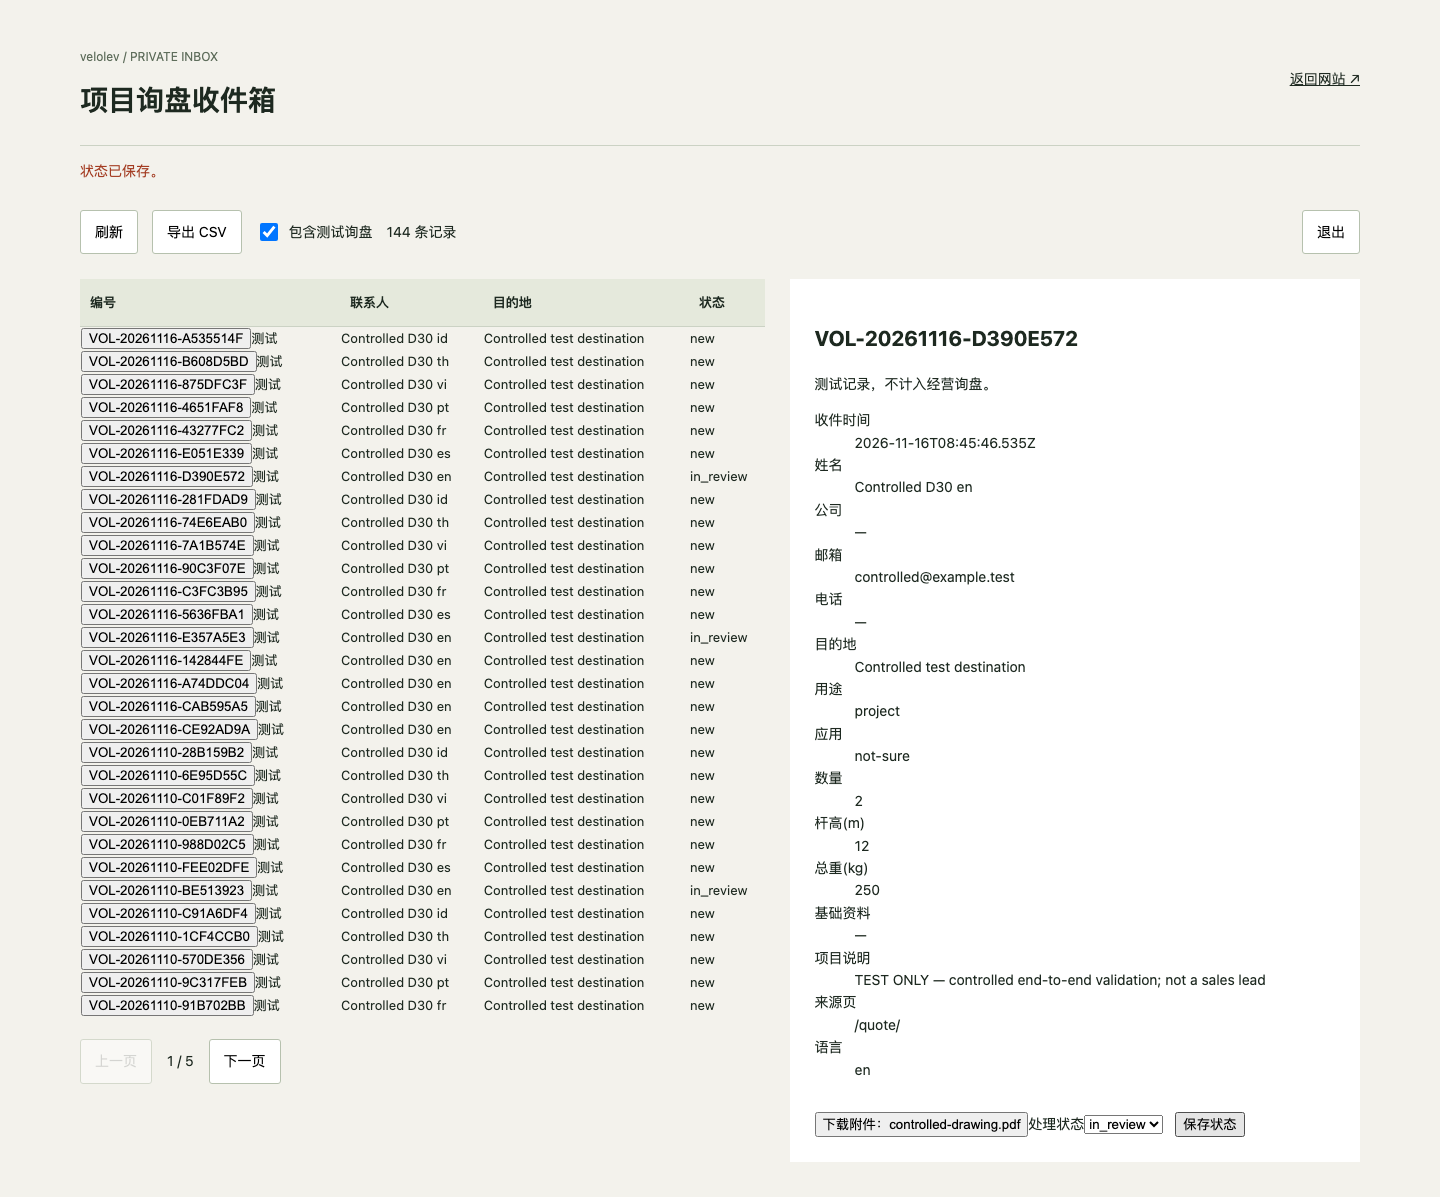 velolev / PRIVATE INBOX
项目询盘收件箱
返回网站 ↗
状态已保存。
刷新 导出 CSV 包含测试询盘 144 条记录 退出
编号 联系人 目的地 状态
VOL-20261116-A535514F 测试 Controlled D30 id Controlled test destination new
VOL-20261116-B608D5BD 测试 Controlled D30 th Controlled test destination new
VOL-20261116-875DFC3F 测试 Controlled D30 vi Controlled test destination new
VOL-20261116-4651FAF8 测试 Controlled D30 pt Controlled test destination new
VOL-20261116-43277FC2 测试 Controlled D30 fr Controlled test destination new
VOL-20261116-E051E339 测试 Controlled D30 es Controlled test destination new
VOL-20261116-D390E572 测试 Controlled D30 en Controlled test destination in_review
VOL-20261116-281FDAD9 测试 Controlled D30 id Controlled test destination new
VOL-20261116-74E6EAB0 测试 Controlled D30 th Controlled test destination new
VOL-20261116-7A1B574E 测试 Controlled D30 vi Controlled test destination new
VOL-20261116-90C3F07E 测试 Controlled D30 pt Controlled test destination new
VOL-20261116-C3FC3B95 测试 Controlled D30 fr Controlled test destination new
VOL-20261116-5636FBA1 测试 Controlled D30 es Controlled test destination new
VOL-20261116-E357A5E3 测试 Controlled D30 en Controlled test destination in_review
VOL-20261116-142844FE 测试 Controlled D30 en Controlled test destination new
VOL-20261116-A74DDC04 测试 Controlled D30 en Controlled test destination new
VOL-20261116-CAB595A5 测试 Controlled D30 en Controlled test destination new
VOL-20261116-CE92AD9A 测试 Controlled D30 en Controlled test destination new
VOL-20261110-28B159B2 测试 Controlled D30 id Controlled test destination new
VOL-20261110-6E95D55C 测试 Controlled D30 th Controlled test destination new
VOL-20261110-C01F89F2 测试 Controlled D30 vi Controlled test destination new
VOL-20261110-0EB711A2 测试 Controlled D30 pt Controlled test destination new
VOL-20261110-988D02C5 测试 Controlled D30 fr Controlled test destination new
VOL-20261110-FEE02DFE 测试 Controlled D30 es Controlled test destination new
VOL-20261110-BE513923 测试 Controlled D30 en Controlled test destination in_review
VOL-20261110-C91A6DF4 测试 Controlled D30 id Controlled test destination new
VOL-20261110-1CF4CCB0 测试 Controlled D30 th Controlled test destination new
VOL-20261110-570DE356 测试 Controlled D30 vi Controlled test destination new
VOL-20261110-9C317FEB 测试 Controlled D30 pt Controlled test destination new
VOL-20261110-91B702BB 测试 Controlled D30 fr Controlled test destination new
上一页 1 / 5 下一页
VOL-20261116-D390E572
测试记录，不计入经营询盘。
收件时间
2026-11-16T08:45:46.535Z
姓名
Controlled D30 en
公司
—
邮箱
controlled@example.test
电话
—
目的地
Controlled test destination
用途
project
应用
not-sure
数量
2
杆高(m)
12
总重(kg)
250
基础资料
—
项目说明
TEST ONLY — controlled end-to-end validation; not a sales lead
来源页
/quote/
语言
en
下载附件：controlled-drawing.pdf 处理状态 in_review 保存状态